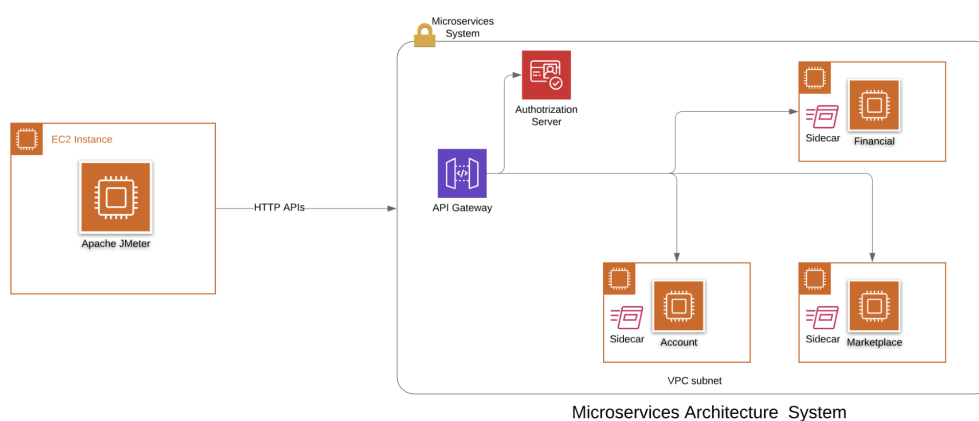 Microservices
System
EC2 Instance
Apache JMeter
HTTP APIs
Authotrization
Server
API Gateway
Sidecar
Financial
Sidecar
Account
Sidecar
Marketplace
VPC subnet
Microservices Architecture System